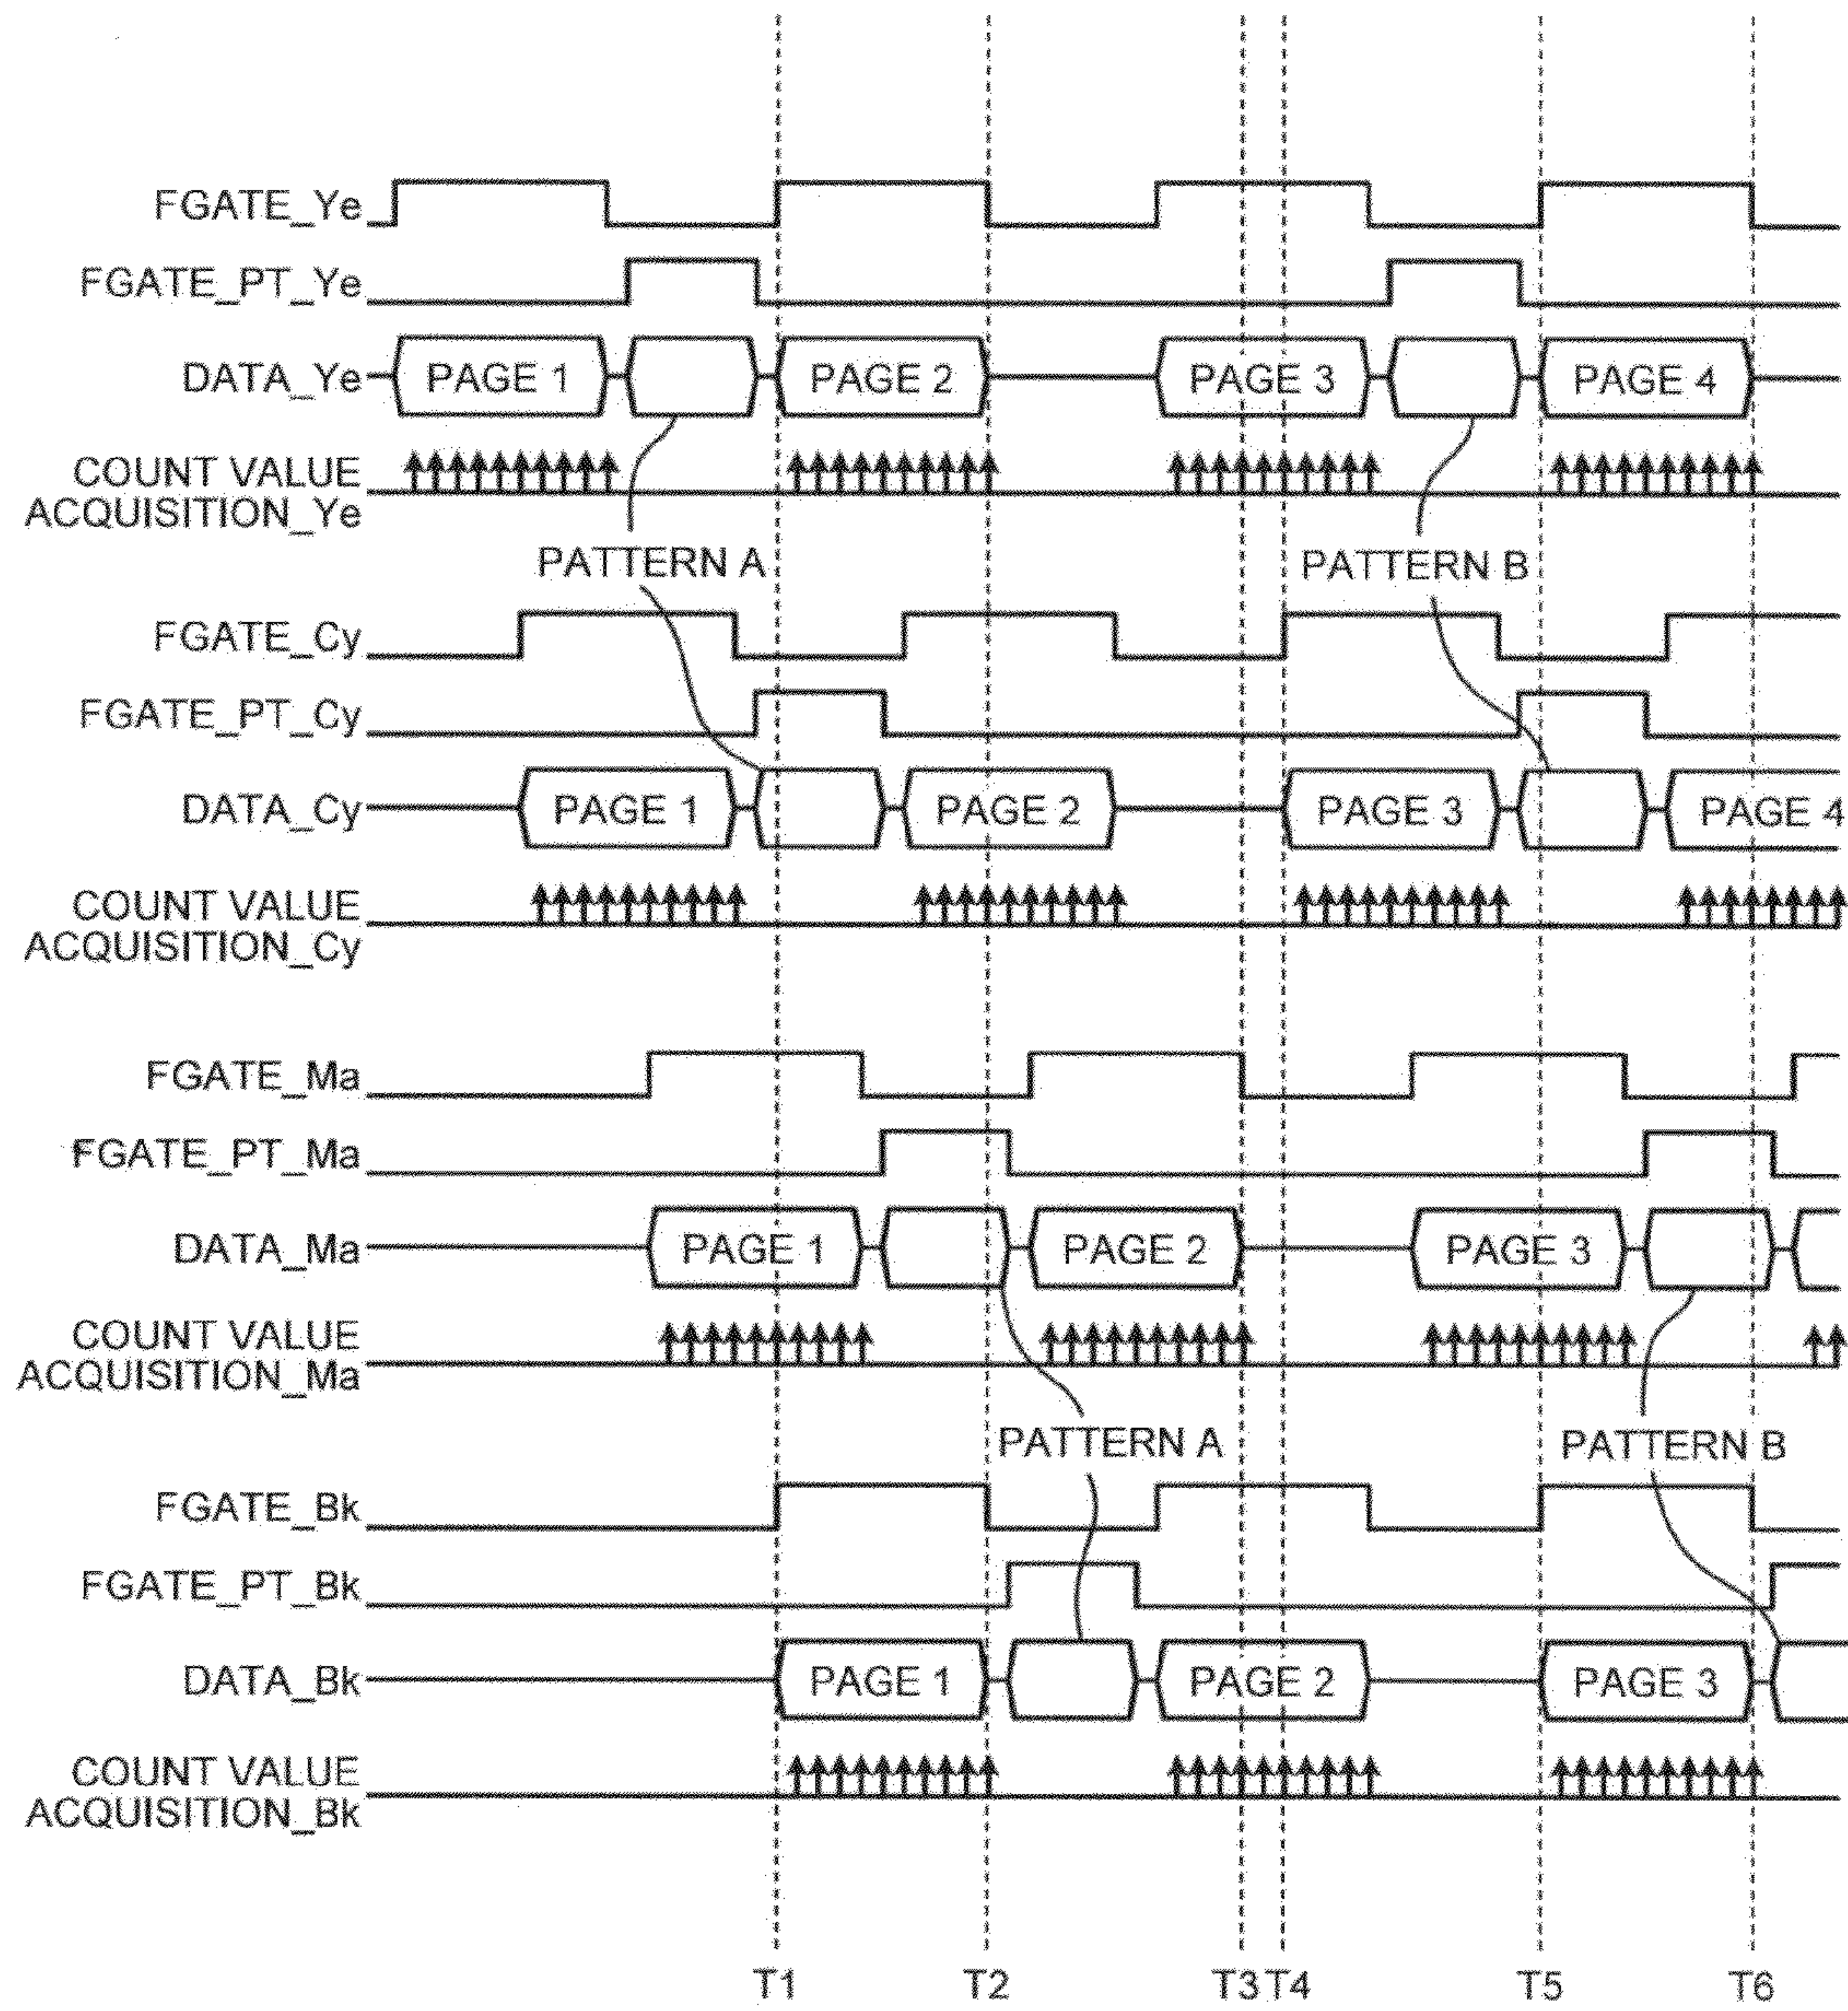 FGATE_Ye
FGATE_PT_Ye
DATA_Ye
PAGE 1
PAGE 2
PAGE 3
PAGE 4
COUNT VALUE
ACQUISITION_Ye
PATTERN A
PATTERN B
FGATE_Cy
FGATE_PT_Cy
DATA_Cy
PAGE 1
PAGE 2
PAGE 3
PAGE 4
COUNT VALUE
ACQUISITION_Cy
FGATE_Ma
FGATE_PT_Ma
DATA_Ma
PAGE 1
PAGE 2
PAGE 3
COUNT VALUE
ACQUISITION_Ma
PATTERN A
PATTERN B
FGATE_Bk
FGATE_PT_Bk
DATA_Bk
PAGE 1
PAGE 2
PAGE 3
COUNT VALUE
ACQUISITION_Bk
T1
T2
T3
T4
T5
T6